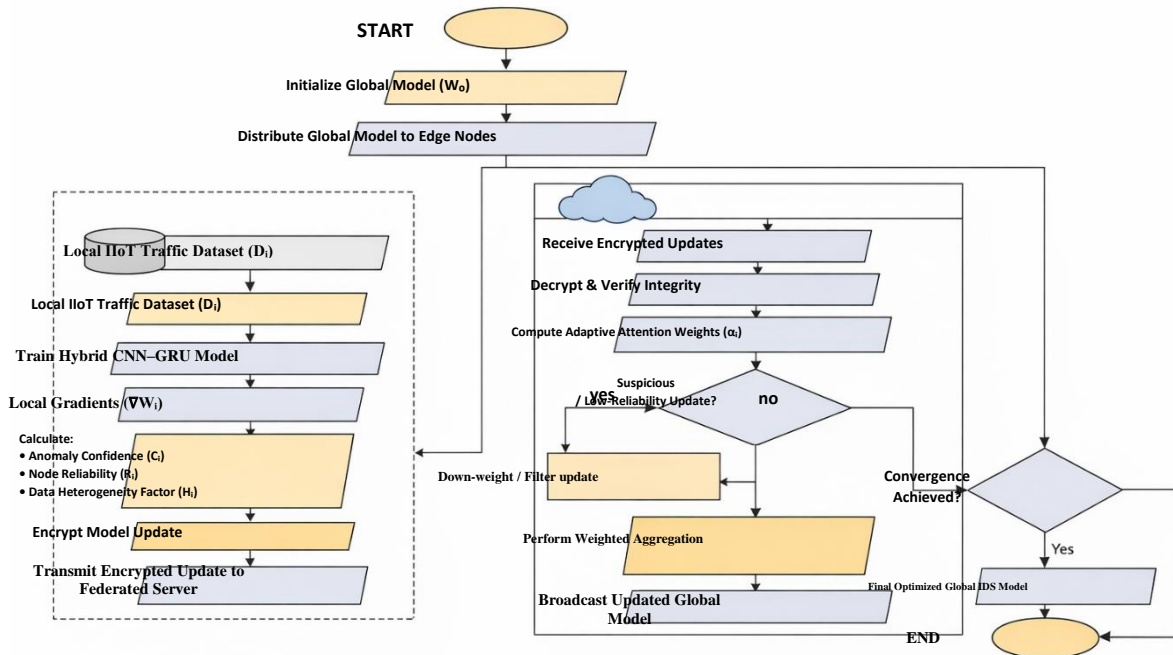 START
Initialize Global Model (W₀)
Distribute Global Model to Edge Nodes
Local IIoT Traffic Dataset (Dᵢ)
Local IIoT Traffic Dataset (Dᵢ)
Train Hybrid CNN–GRU Model
Local Gradients (∇Wᵢ)
Calculate:
• Anomaly Confidence (Cᵢ)
• Node Reliability (Rᵢ)
• Data Heterogeneity Factor (Hᵢ)
Encrypt Model Update
Transmit Encrypted Update to
Federated Server
Receive Encrypted Updates
Decrypt & Verify Integrity
Compute Adaptive Attention Weights (αᵢ)
Suspicious
/ Low-Reliability Update?
yes
no
Down-weight / Filter update
Perform Weighted Aggregation
Broadcast Updated Global
Model
Convergence
Achieved?
Yes
Final Optimized Global IDS Model
END